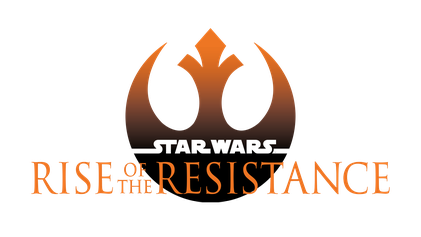 STAR WARS
RISE OF THE RESISTANCE